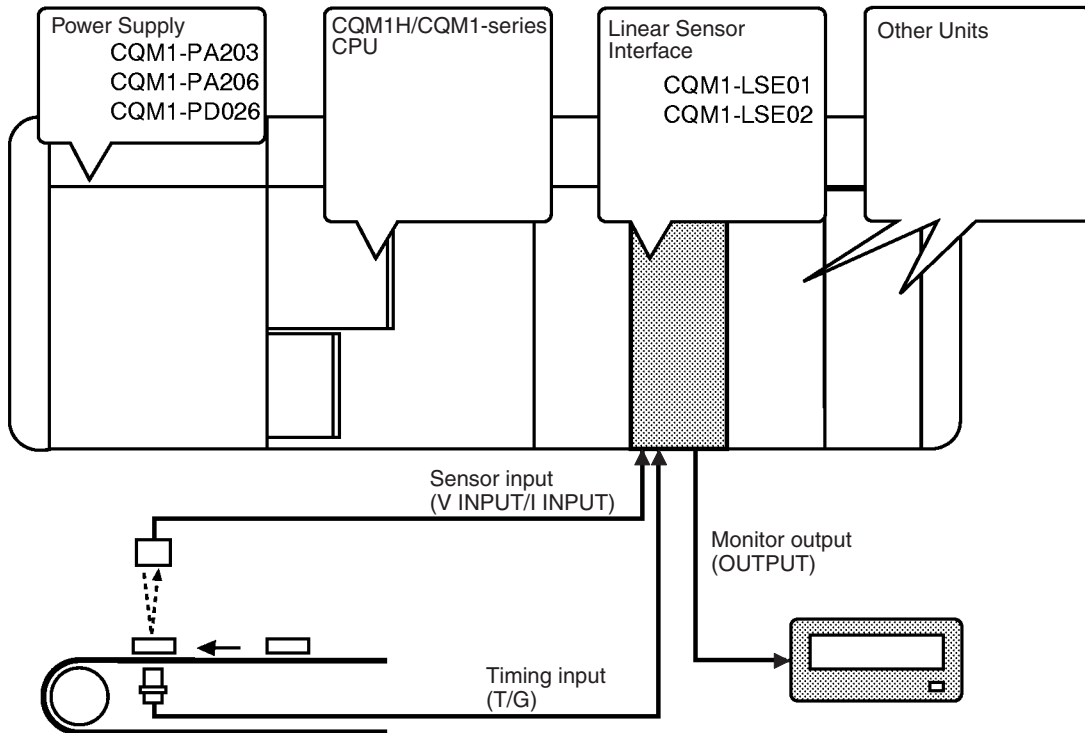 Power Supply
CQM1-PA203
CQM1-PA206
CQM1-PD026
CQM1H/CQM1-series
CPU
Linear Sensor
Interface
CQM1-LSE01
CQM1-LSE02
Other Units
Sensor input
(V INPUT/I INPUT)
Monitor output
(OUTPUT)
Timing input
(T/G)